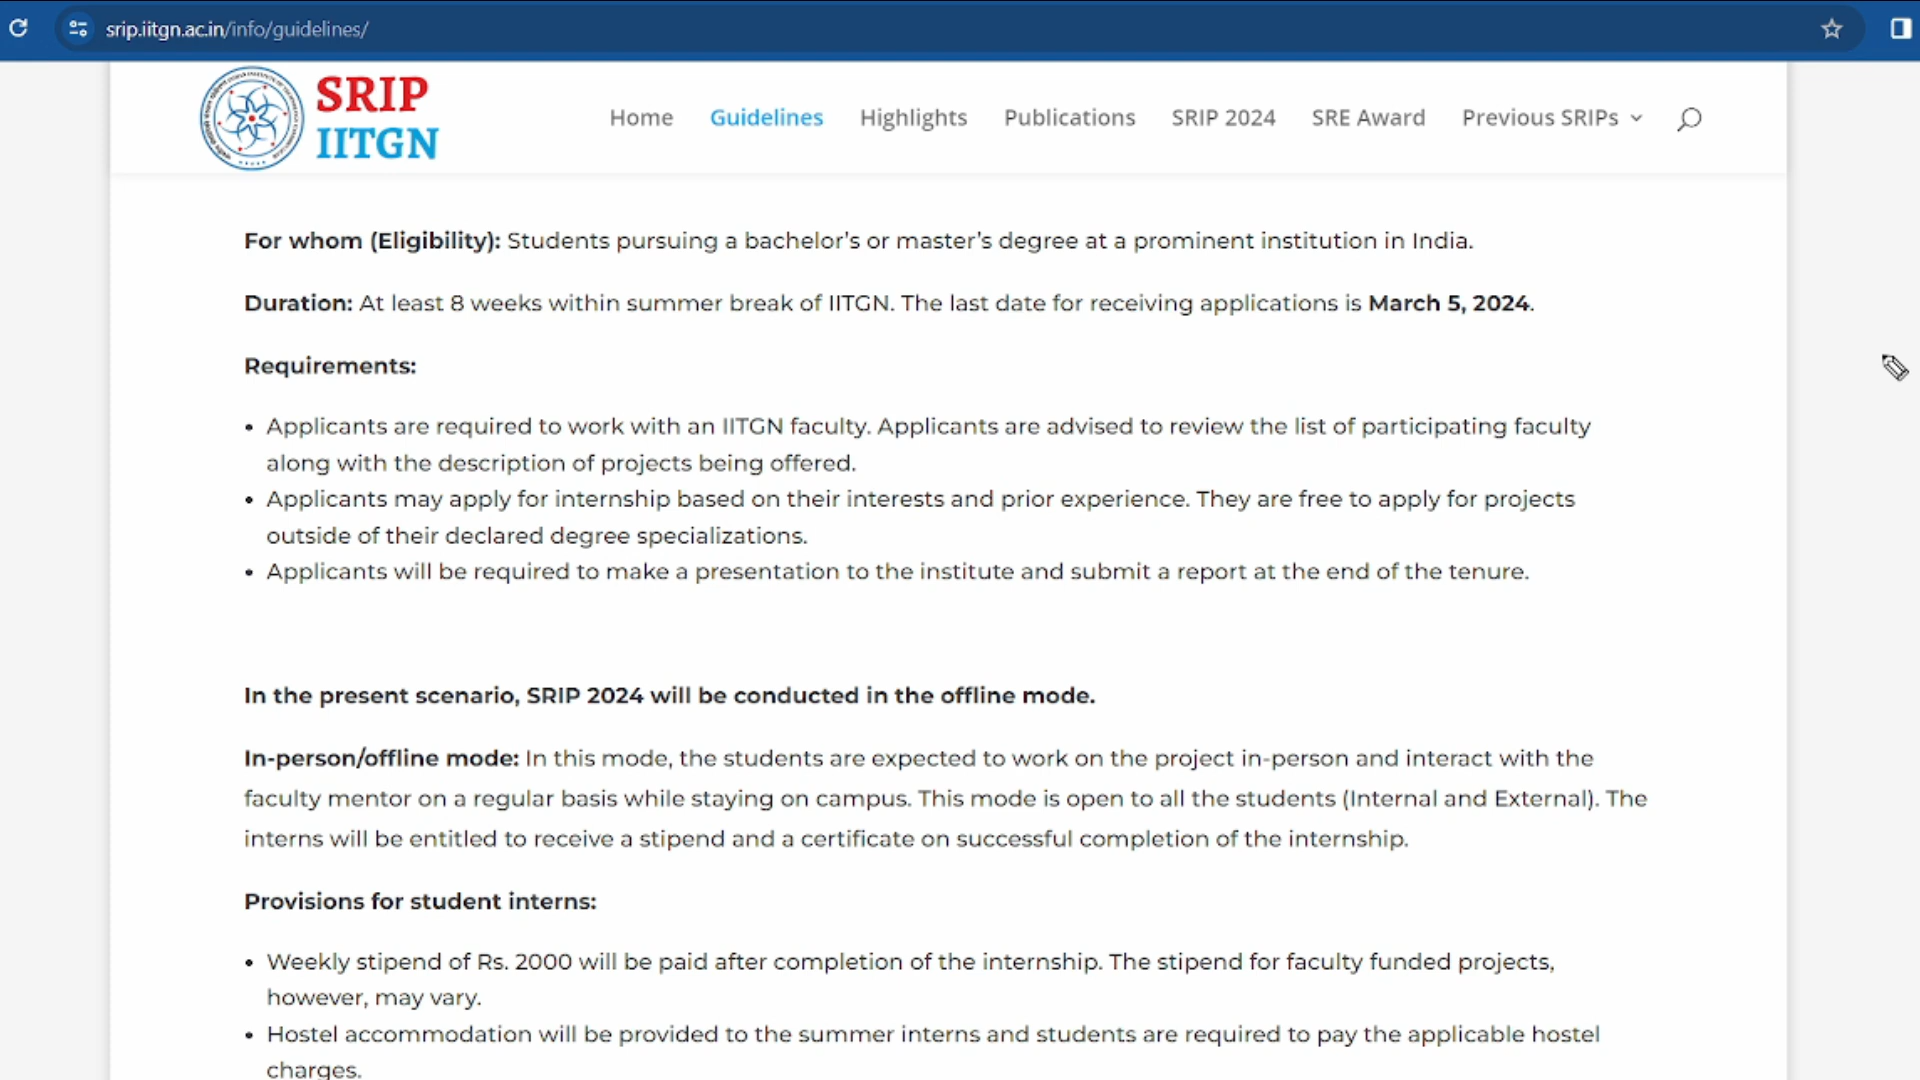 srip.iitgn.ac.in/info/guidelines/
SRIP
IITGN
Home Guidelines Highlights Publications SRIP 2024 SRE Award Previous SRIPs
For whom (Eligibility): Students pursuing a bachelor's or master's degree at a prominent institution in India.
Duration: At least 8 weeks within summer break of IITGN. The last date for receiving applications is March 5, 2024.
Requirements:
• Applicants are required to work with an IITGN faculty. Applicants are advised to review the list of participating faculty
along with the description of projects being offered.
• Applicants may apply for internship based on their interests and prior experience. They are free to apply for projects
outside of their declared degree specializations.
• Applicants will be required to make a presentation to the institute and submit a report at the end of the tenure.
In the present scenario, SRIP 2024 will be conducted in the offline mode.
In-person/offline mode: In this mode, the students are expected to work on the project in-person and interact with the
faculty mentor on a regular basis while staying on campus. This mode is open to all the students (Internal and External). The
interns will be entitled to receive a stipend and a certificate on successful completion of the internship.
Provisions for student interns:
• Weekly stipend of Rs. 2000 will be paid after completion of the internship. The stipend for faculty funded projects,
however, may vary.
• Hostel accommodation will be provided to the summer interns and students are required to pay the applicable hostel
charges.